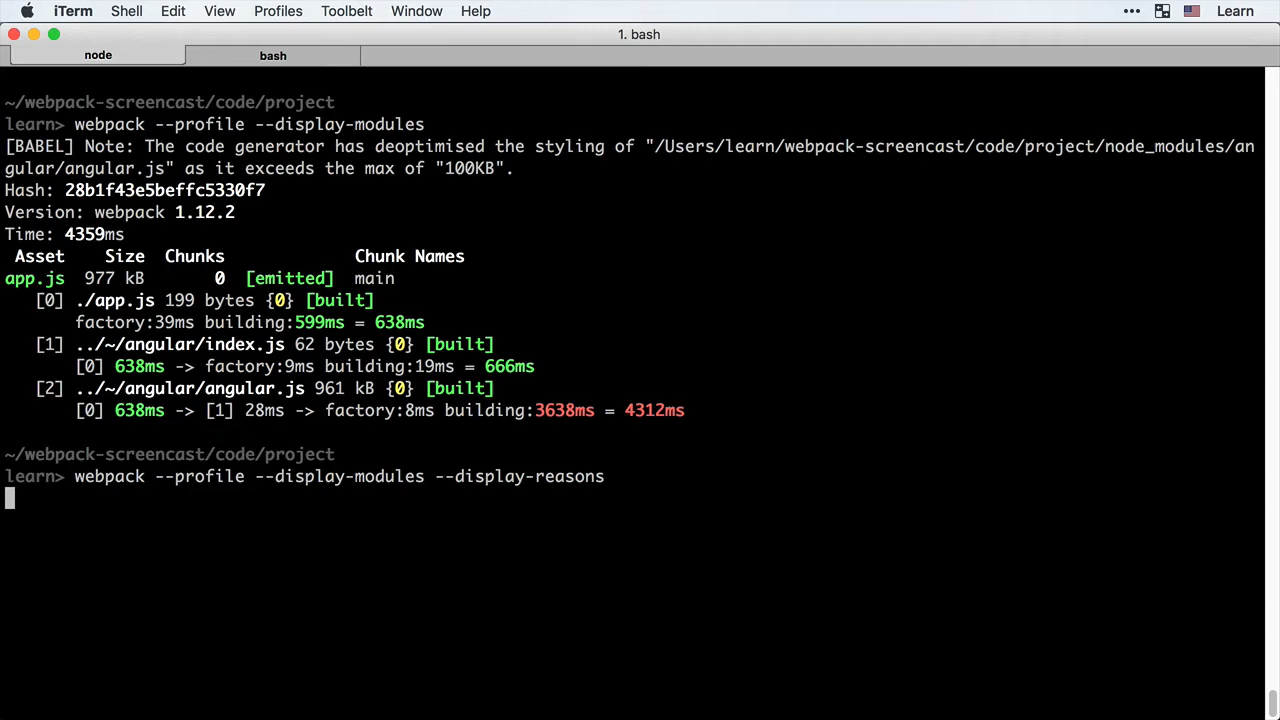 iTerm Shell Edit View Profiles Toolbelt Window Help ••• Learn
1. bash
node bash
~/webpack-screencast/code/project
learn> webpack --profile --display-modules
[BABEL] Note: The code generator has deoptimised the styling of "/Users/learn/webpack-screencast/code/project/node_modules/an
gular/angular.js" as it exceeds the max of "100KB".
Hash: 28b1f43e5beffc5330f7
Version: webpack 1.12.2
Time: 4359ms
Asset Size Chunks Chunk Names
app.js 977 kB 0 [emitted] main
[0] ./app.js 199 bytes {0} [built]
factory:39ms building:599ms = 638ms
[1] ../~/angular/index.js 62 bytes {0} [built]
[0] 638ms -> factory:9ms building:19ms = 666ms
[2] ../~/angular/angular.js 961 kB {0} [built]
[0] 638ms -> [1] 28ms -> factory:8ms building:3638ms = 4312ms
~/webpack-screencast/code/project
learn> webpack --profile --display-modules --display-reasons